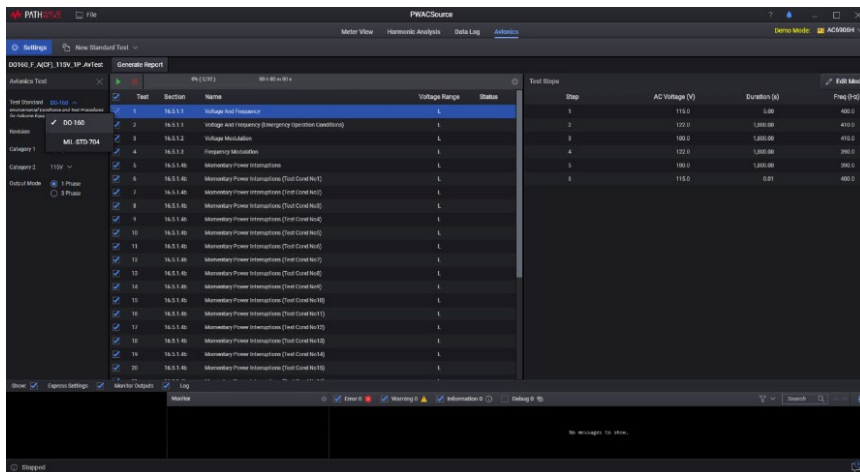 PATHWAVE File PWACSource
Meter View Harmonic Analysis Data Log Avionics Demo Mode: AC6906H
Settings New Standard Test
DO160_F_A(CF)_115V_1P.AvTest Generate Report
Avionics Test
Test Steps Edit
Test Standard DO-160
Test Section Name Voltage Range Status
Step AC Voltage (V) Duration (s) Freq (Hz)
DO-160
MIL-STD-704
Revision
Category 1
Category 2 115V
Output Mode 1 Phase
3 Phase
1 16.5.1.1 Voltage And Frequency L
1 16.5.1.1 Voltage And Frequency (Emergency Operation Conditions) L
3 16.5.1.2 Voltage Modulation L
4 16.5.1.3 Frequency Modulation L
5 16.5.1.4b Momentary Power Interruptions L
6 16.5.1.4b Momentary Power Interruptions (Test Cond No1) L
7 16.5.1.4b Momentary Power Interruptions (Test Cond No2) L
8 16.5.1.4b Momentary Power Interruptions (Test Cond No3) L
9 16.5.1.4b Momentary Power Interruptions (Test Cond No4) L
10 16.5.1.4b Momentary Power Interruptions (Test Cond No5) L
11 16.5.1.4b Momentary Power Interruptions (Test Cond No6) L
12 16.5.1.4b Momentary Power Interruptions (Test Cond No7) L
13 16.5.1.4b Momentary Power Interruptions (Test Cond No8) L
14 16.5.1.4b Momentary Power Interruptions (Test Cond No9) L
15 16.5.1.4b Momentary Power Interruptions (Test Cond No10) L
16 16.5.1.4b Momentary Power Interruptions (Test Cond No11) L
17 16.5.1.4b Momentary Power Interruptions (Test Cond No12) L
18 16.5.1.4b Momentary Power Interruptions (Test Cond No13) L
19 16.5.1.4b Momentary Power Interruptions (Test Cond No14) L
20 16.5.1.4b Momentary Power Interruptions (Test Cond No15) L
1 115.0 5.00 400.0
2 122.0 1,800.00 410.0
3 100.0 1,800.00 410.0
4 122.0 1,800.00 390.0
5 100.0 1,800.00 390.0
6 115.0 0.01 400.0
Show: Express Settings Monitor Outputs Log
Monitor Error 0 Warning 0 Information 0 Debug 0 Search
No messages to show.
Stopped